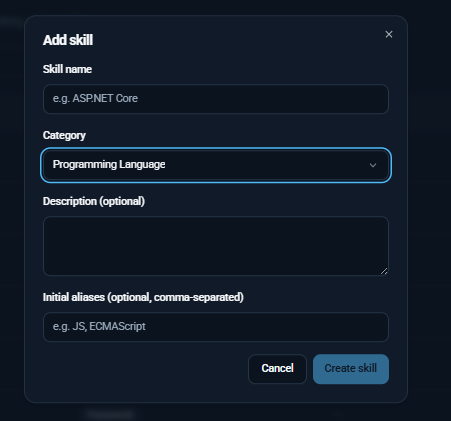 Add skill
Skill name
e.g. ASP.NET Core
Category
Programming Language
Description (optional)
Initial aliases (optional, comma-separated)
e.g. JS, ECMAScript
Cancel
Create skill